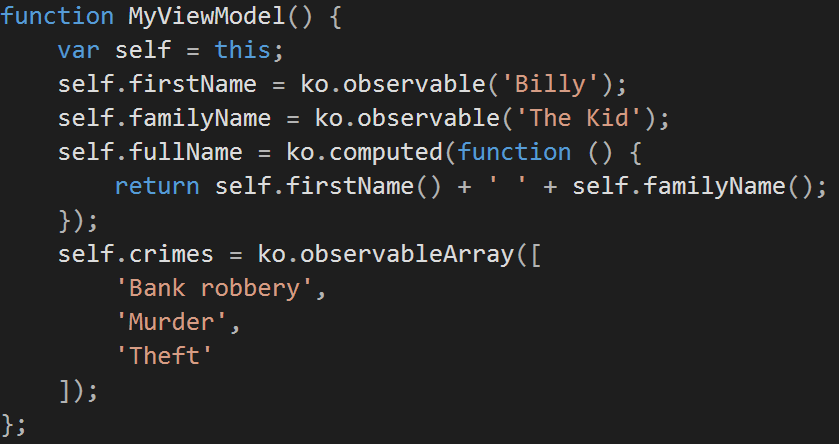 function MyViewModel() {
    var self = this;
    self.firstName = ko.observable('Billy');
    self.familyName = ko.observable('The Kid');
    self.fullName = ko.computed(function () {
        return self.firstName() + ' ' + self.familyName();
    });
    self.crimes = ko.observableArray([
        'Bank robbery',
        'Murder',
        'Theft'
    ]);
};